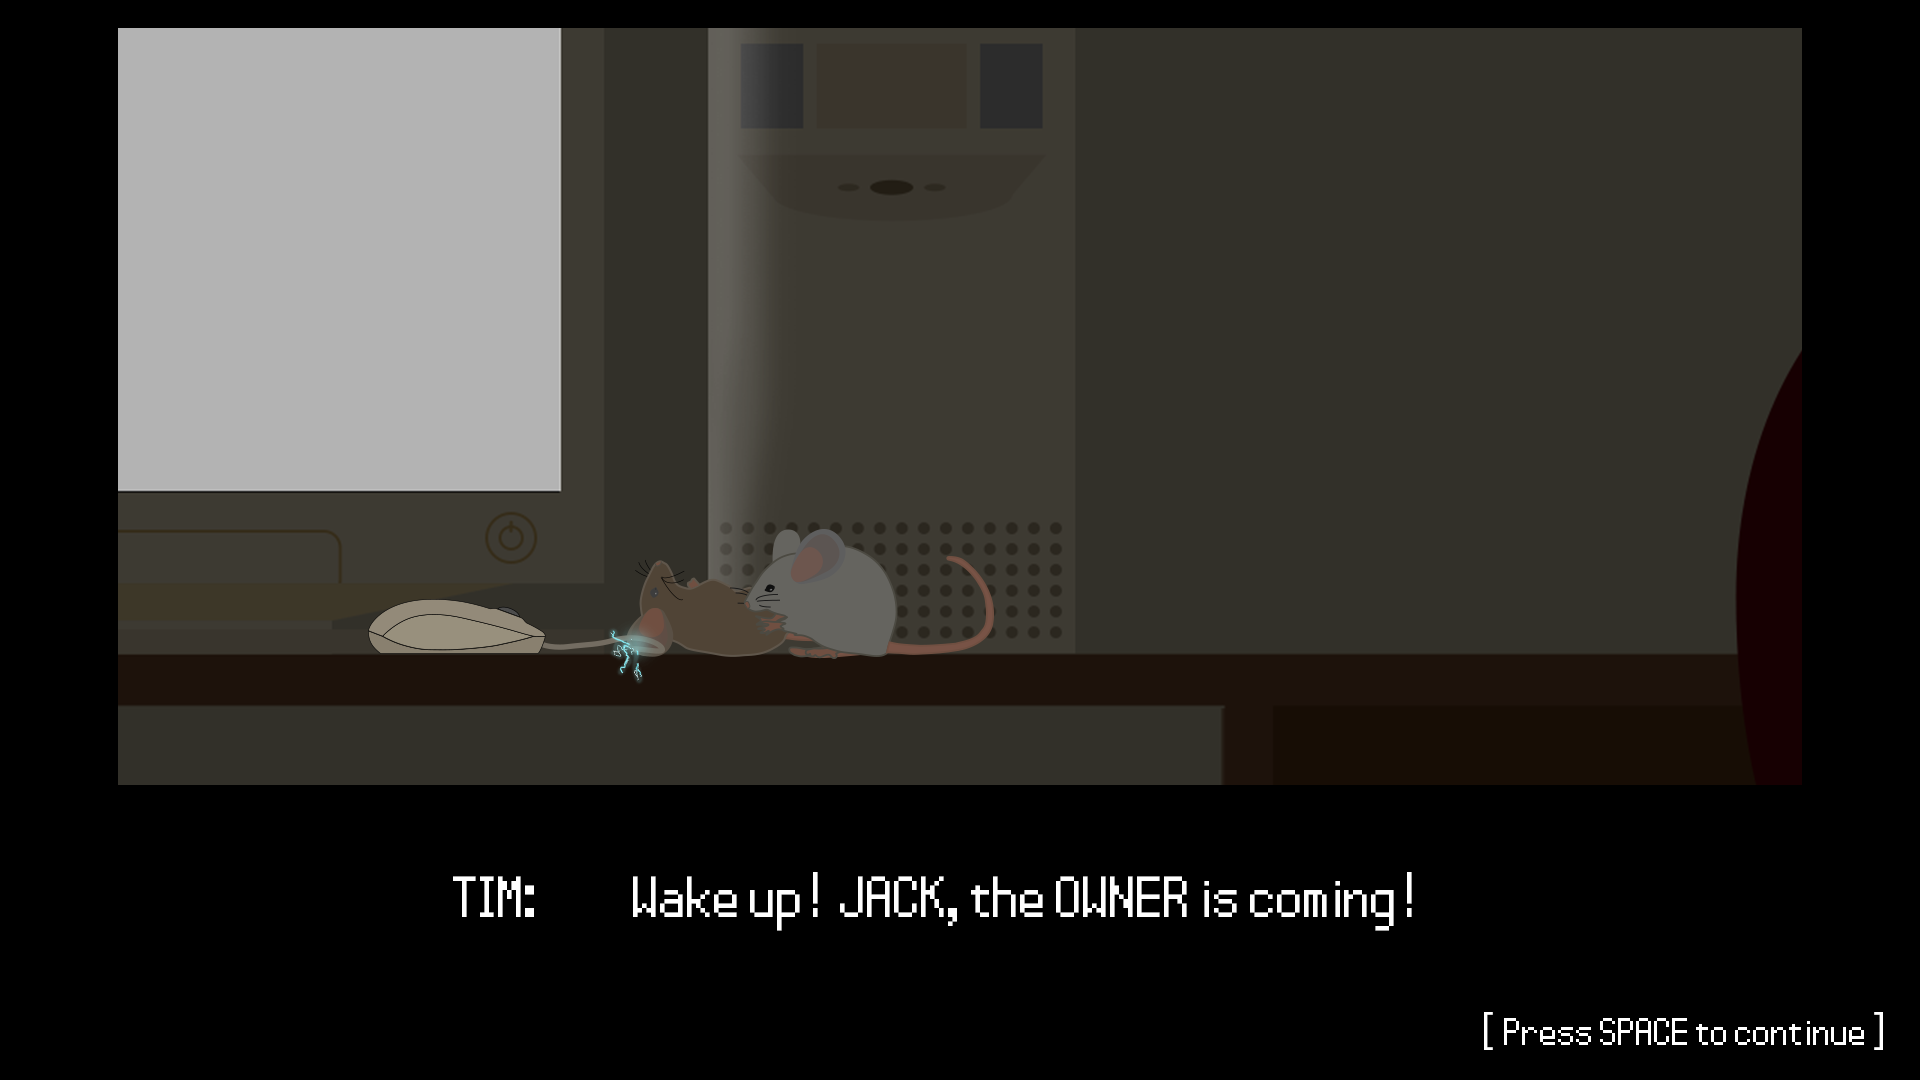 TIM: Wake up! JACK, the OWNER is coming!
[ Press SPACE to continue ]